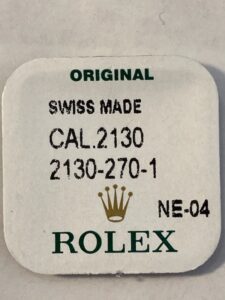 ORIGINAL
SWISS MADE
CAL.2130
2130-270-1
NE-04
ROLEX